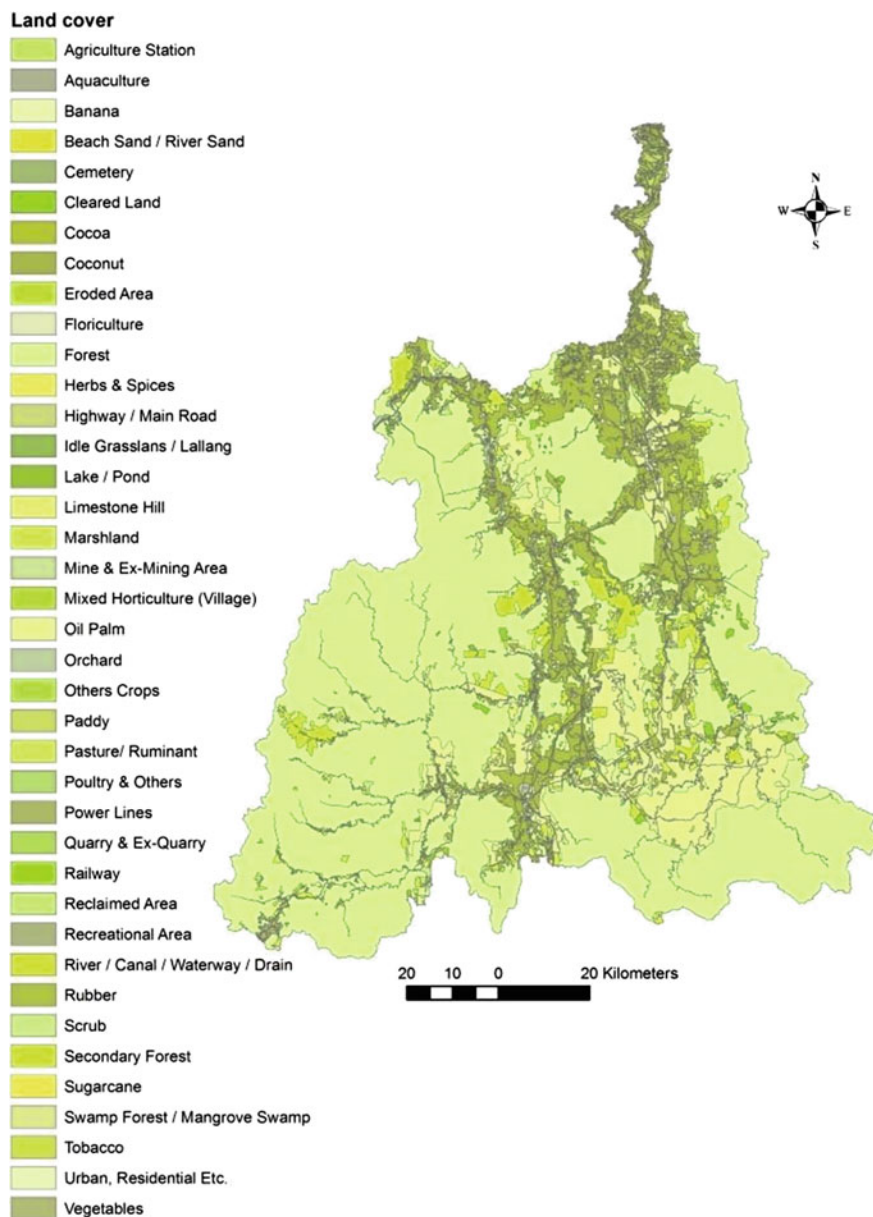 Land cover
Agriculture Station
Aquaculture
Banana
Beach Sand / River Sand
Cemetery
Cleared Land
Cocoa
Coconut
Eroded Area
Floriculture
Forest
Herbs & Spices
Highway / Main Road
Idle Grasslans / Lallang
Lake / Pond
Limestone Hill
Marshland
Mine & Ex-Mining Area
Mixed Horticulture (Village)
Oil Palm
Orchard
Others Crops
Paddy
Pasture/ Ruminant
Poultry & Others
Power Lines
Quarry & Ex-Quarry
Railway
Reclaimed Area
Recreational Area
River / Canal / Waterway / Drain
Rubber
Scrub
Secondary Forest
Sugarcane
Swamp Forest / Mangrove Swamp
Tobacco
Urban, Residential Etc.
Vegetables
N
W E
S
20 10 0 20 Kilometers